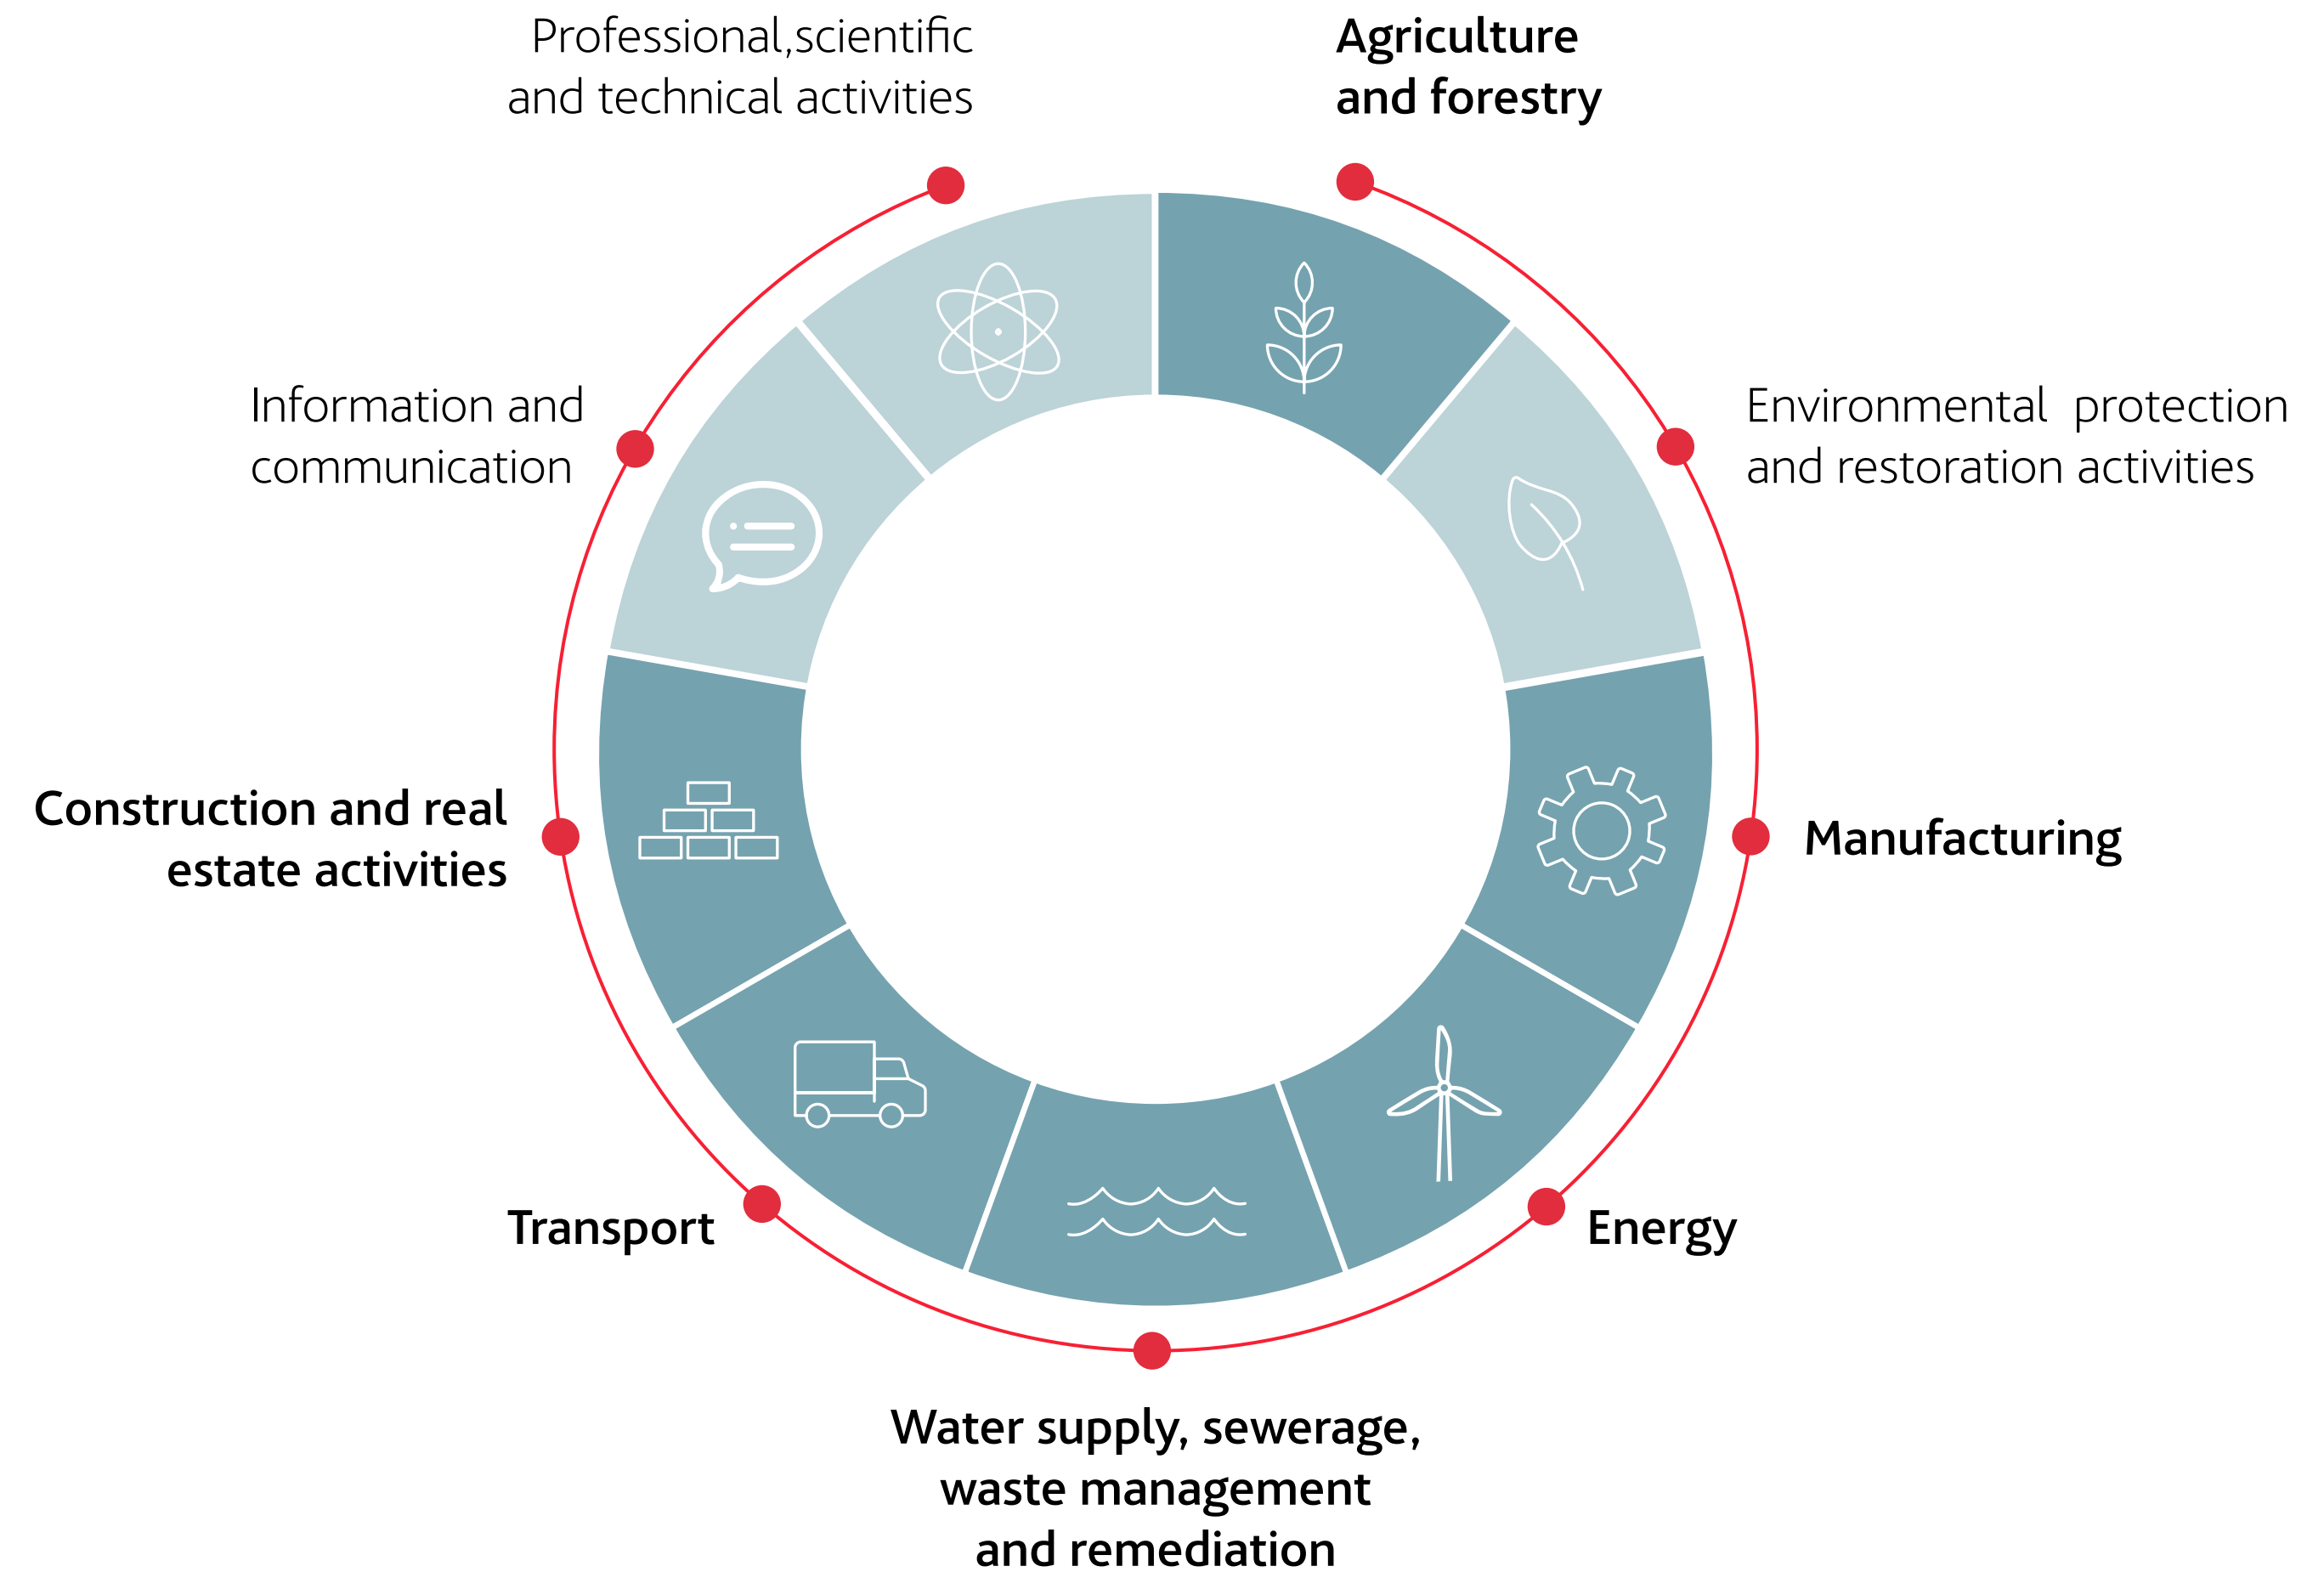 Professional,scientific
and technical activities
Agriculture
and forestry
Information and
communication
Environmental protection
and restoration activities
Construction and real
estate activities
Manufacturing
Transport
Energy
Water supply, sewerage,
waste management
and remediation